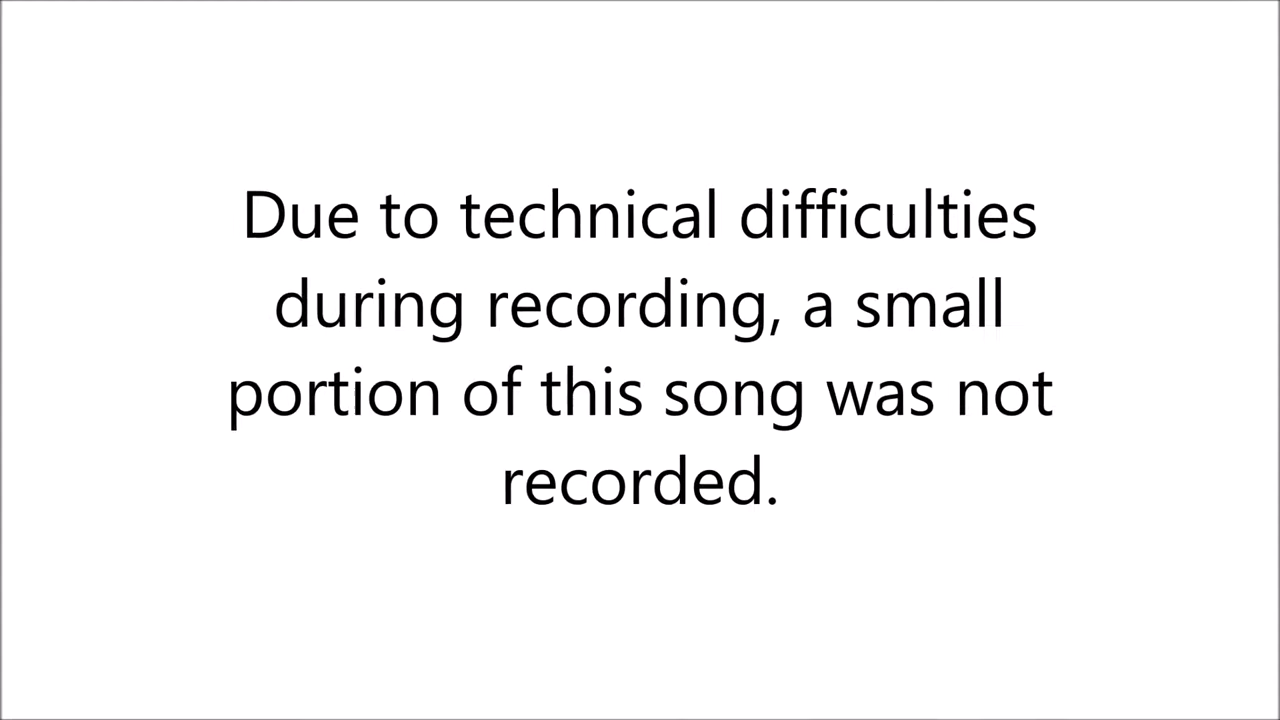 Due to technical difficulties
during recording, a small
portion of this song was not
recorded.